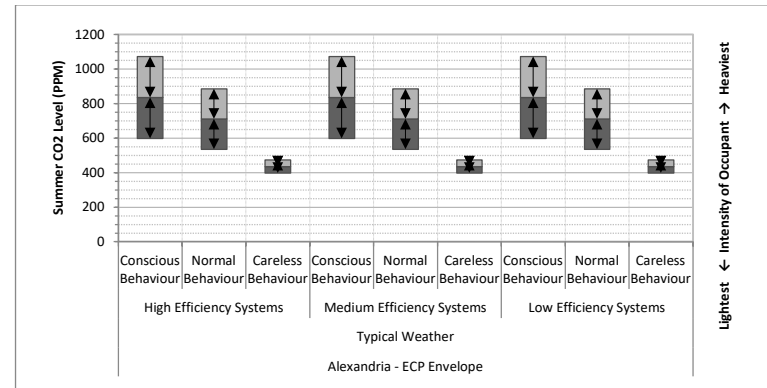 Summer CO2 Level (PPM)
1200
1000
800
600
400
200
0
Conscious Behaviour
Normal Behaviour
Careless Behaviour
Conscious Behaviour
Normal Behaviour
Careless Behaviour
Conscious Behaviour
Normal Behaviour
Careless Behaviour
High Efficiency Systems
Medium Efficiency Systems
Low Efficiency Systems
Typical Weather
Alexandria - ECP Envelope
Lightest ← Intensity of Occupant → Heaviest